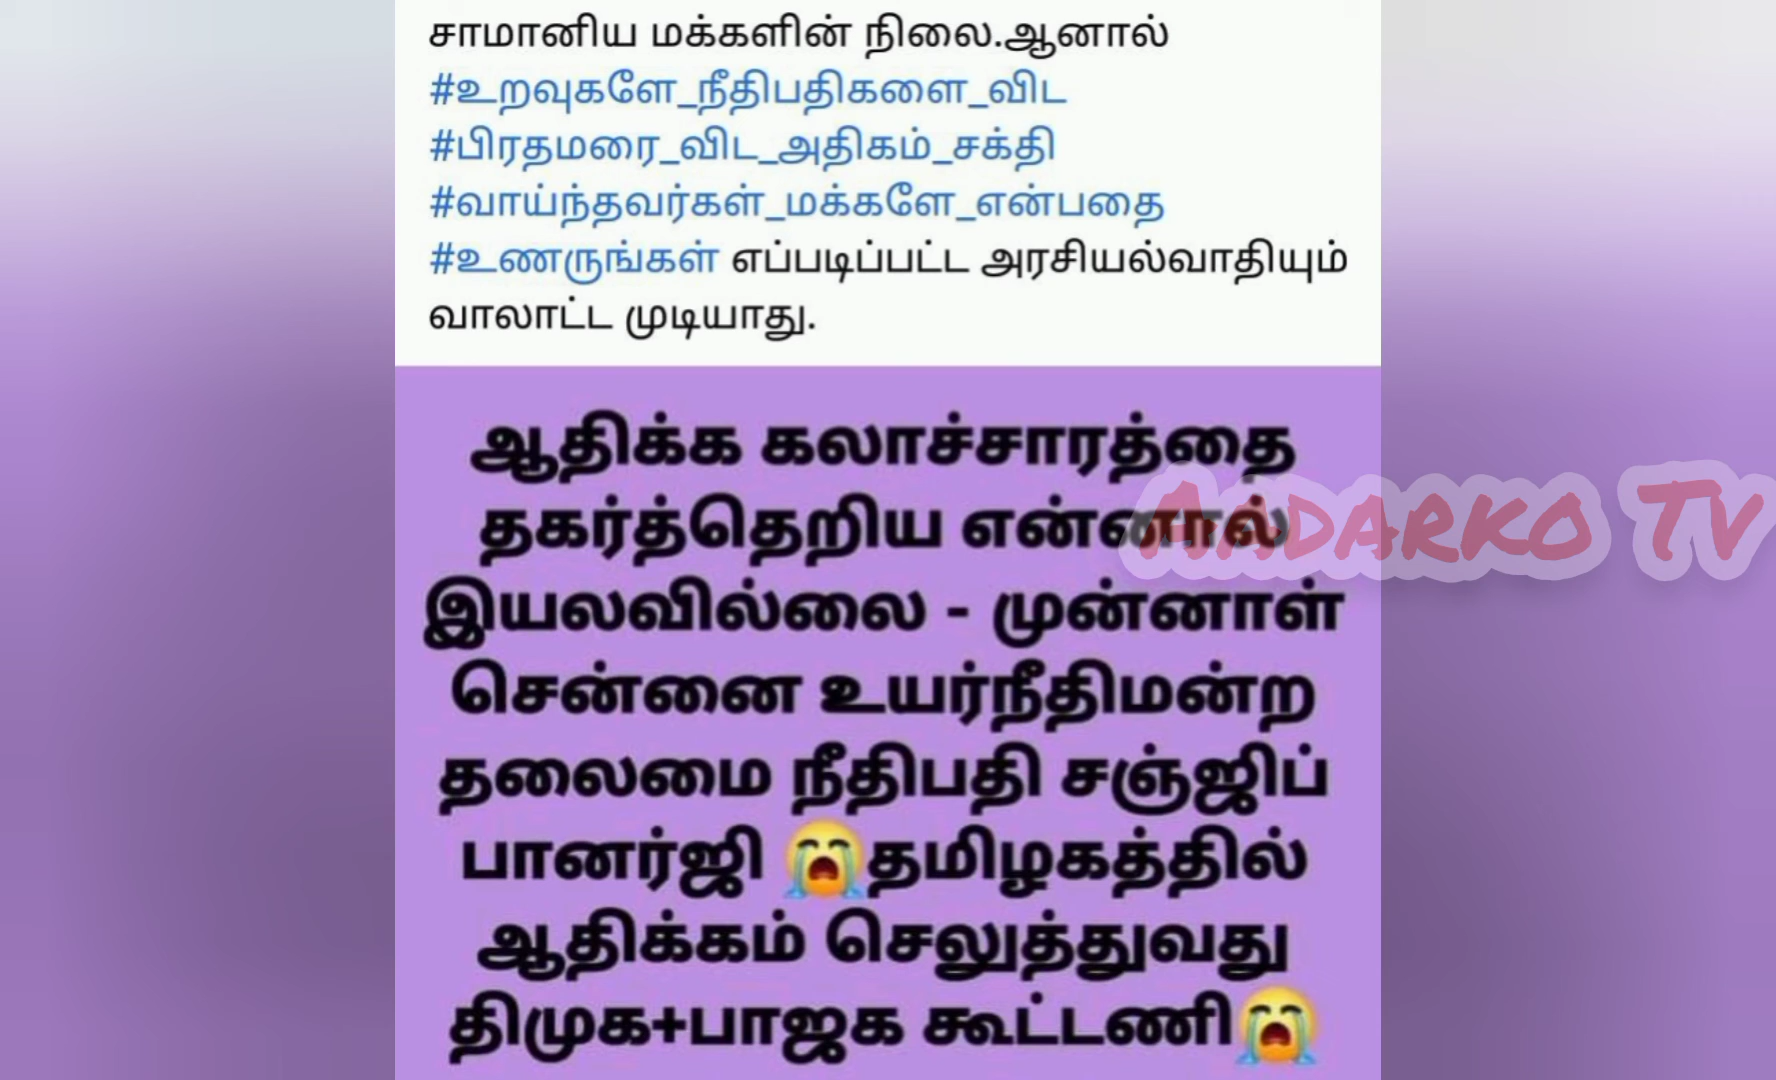 சாமானிய மக்களின் நிலை.ஆனால்
#உறவுகளே_நீதிபதிகளை_விட
#பிரதமரை_விட_அதிகம்_சக்தி
#வாய்ந்தவர்கள்_மக்களே_என்பதை
#உணருங்கள் எப்படிப்பட்ட அரசியல்வாதியும்
வாலாட்ட முடியாது.
ஆதிக்க கலாச்சாரத்தை
தகர்த்தெறிய என்னால்
AADARKO TV
இயலவில்லை - முன்னாள்
சென்னை உயர்நீதிமன்ற
தலைமை நீதிபதி சஞ்ஜிப்
பானர்ஜி 😭தமிழகத்தில்
ஆதிக்கம் செலுத்துவது
திமுக+பாஜக கூட்டணி😭